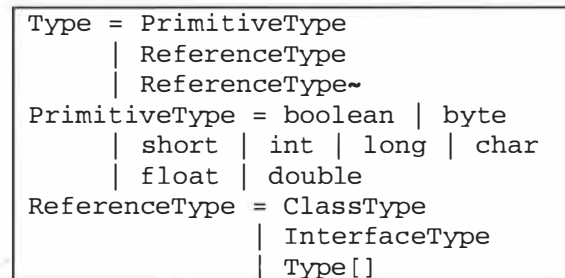 Type = PrimitiveType
| ReferenceType
| ReferenceType~
PrimitiveType = boolean | byte
| short | int | long | char
| float | double
ReferenceType = ClassType
| InterfaceType
| Type[]